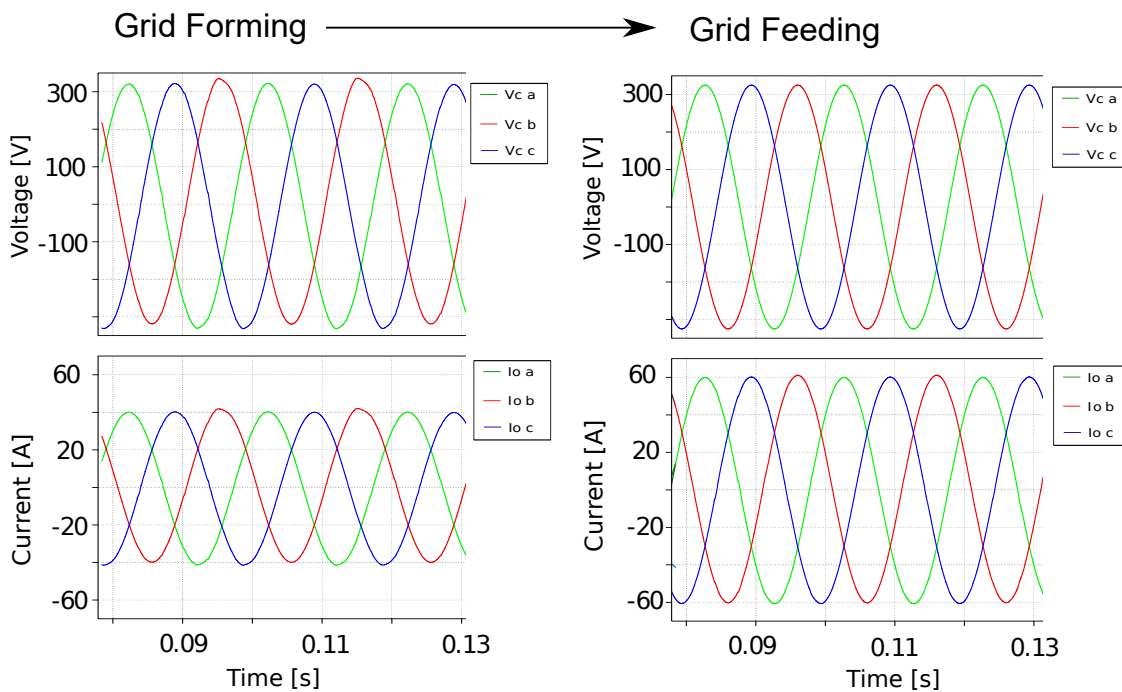 Grid Forming
Grid Feeding
Voltage [V]
300
100
-100
Vc a
Vc b
Vc c
Voltage [V]
300
100
-100
Vc a
Vc b
Vc c
Current [A]
60
20
-20
-60
Io a
Io b
Io c
0.09
0.11
0.13
Time [s]
Current [A]
60
20
-20
-60
Io a
Io b
Io c
0.09
0.11
0.13
Time [s]